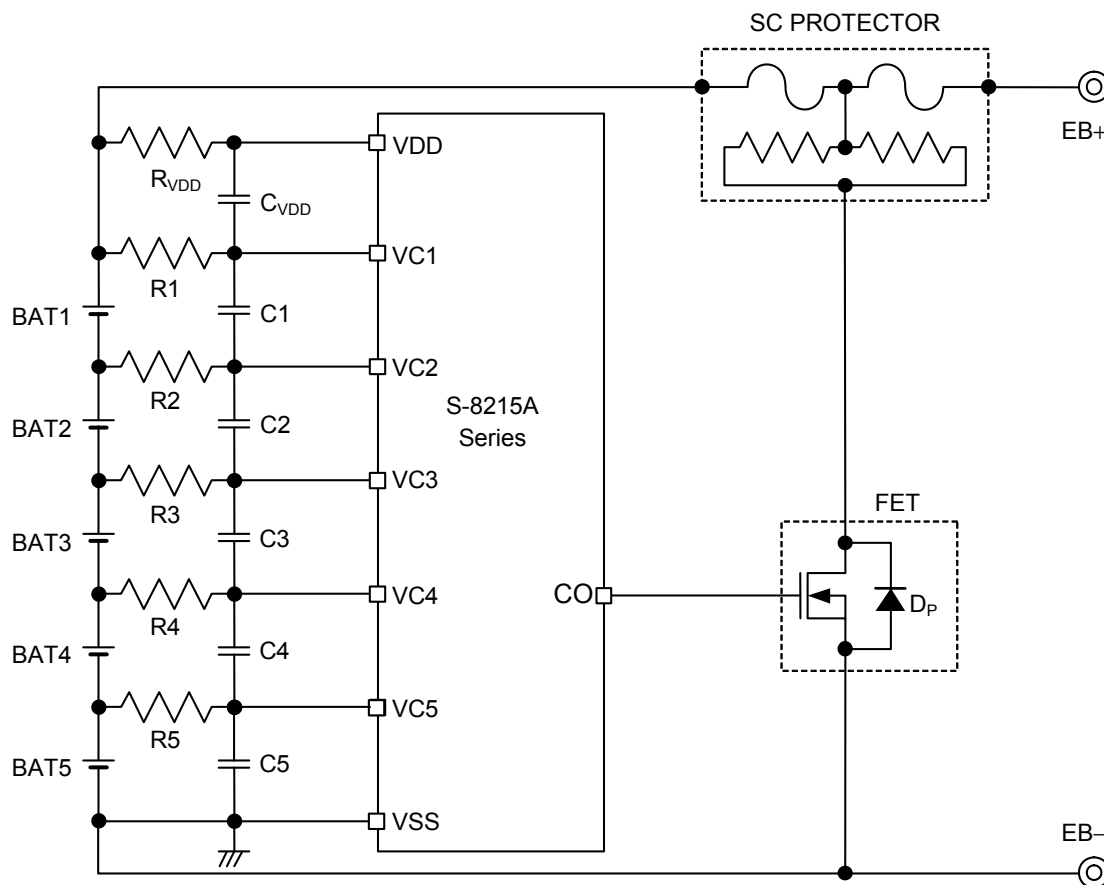 SC PROTECTOR
EB+
VDD
RVDD
CVDD
VC1
R1
BAT1
C1
VC2
R2
S-8215A
Series
BAT2
C2
VC3
R3
FET
BAT3
C3
CO
VC4
DP
R4
BAT4
C4
VC5
R5
BAT5
C5
VSS
EB−